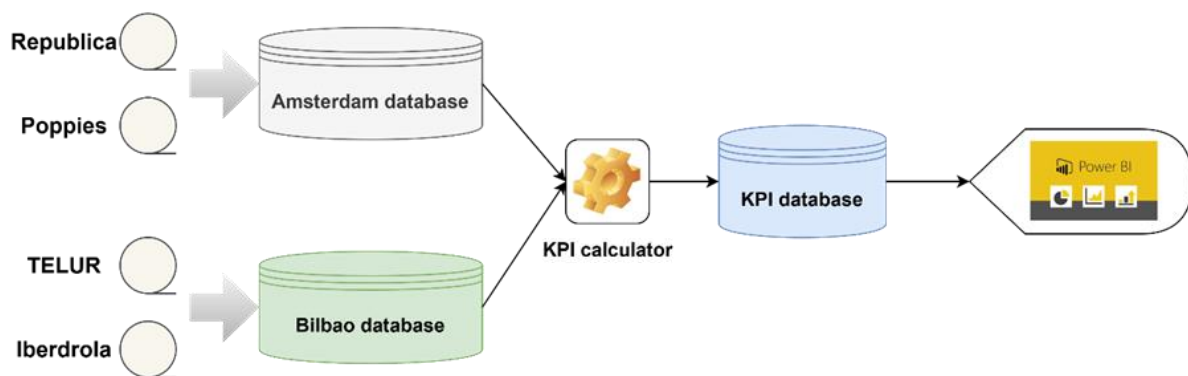 Republica
Poppies
Amsterdam database
TELUR
Iberdrola
Bilbao database
KPI calculator
KPI database
Power BI